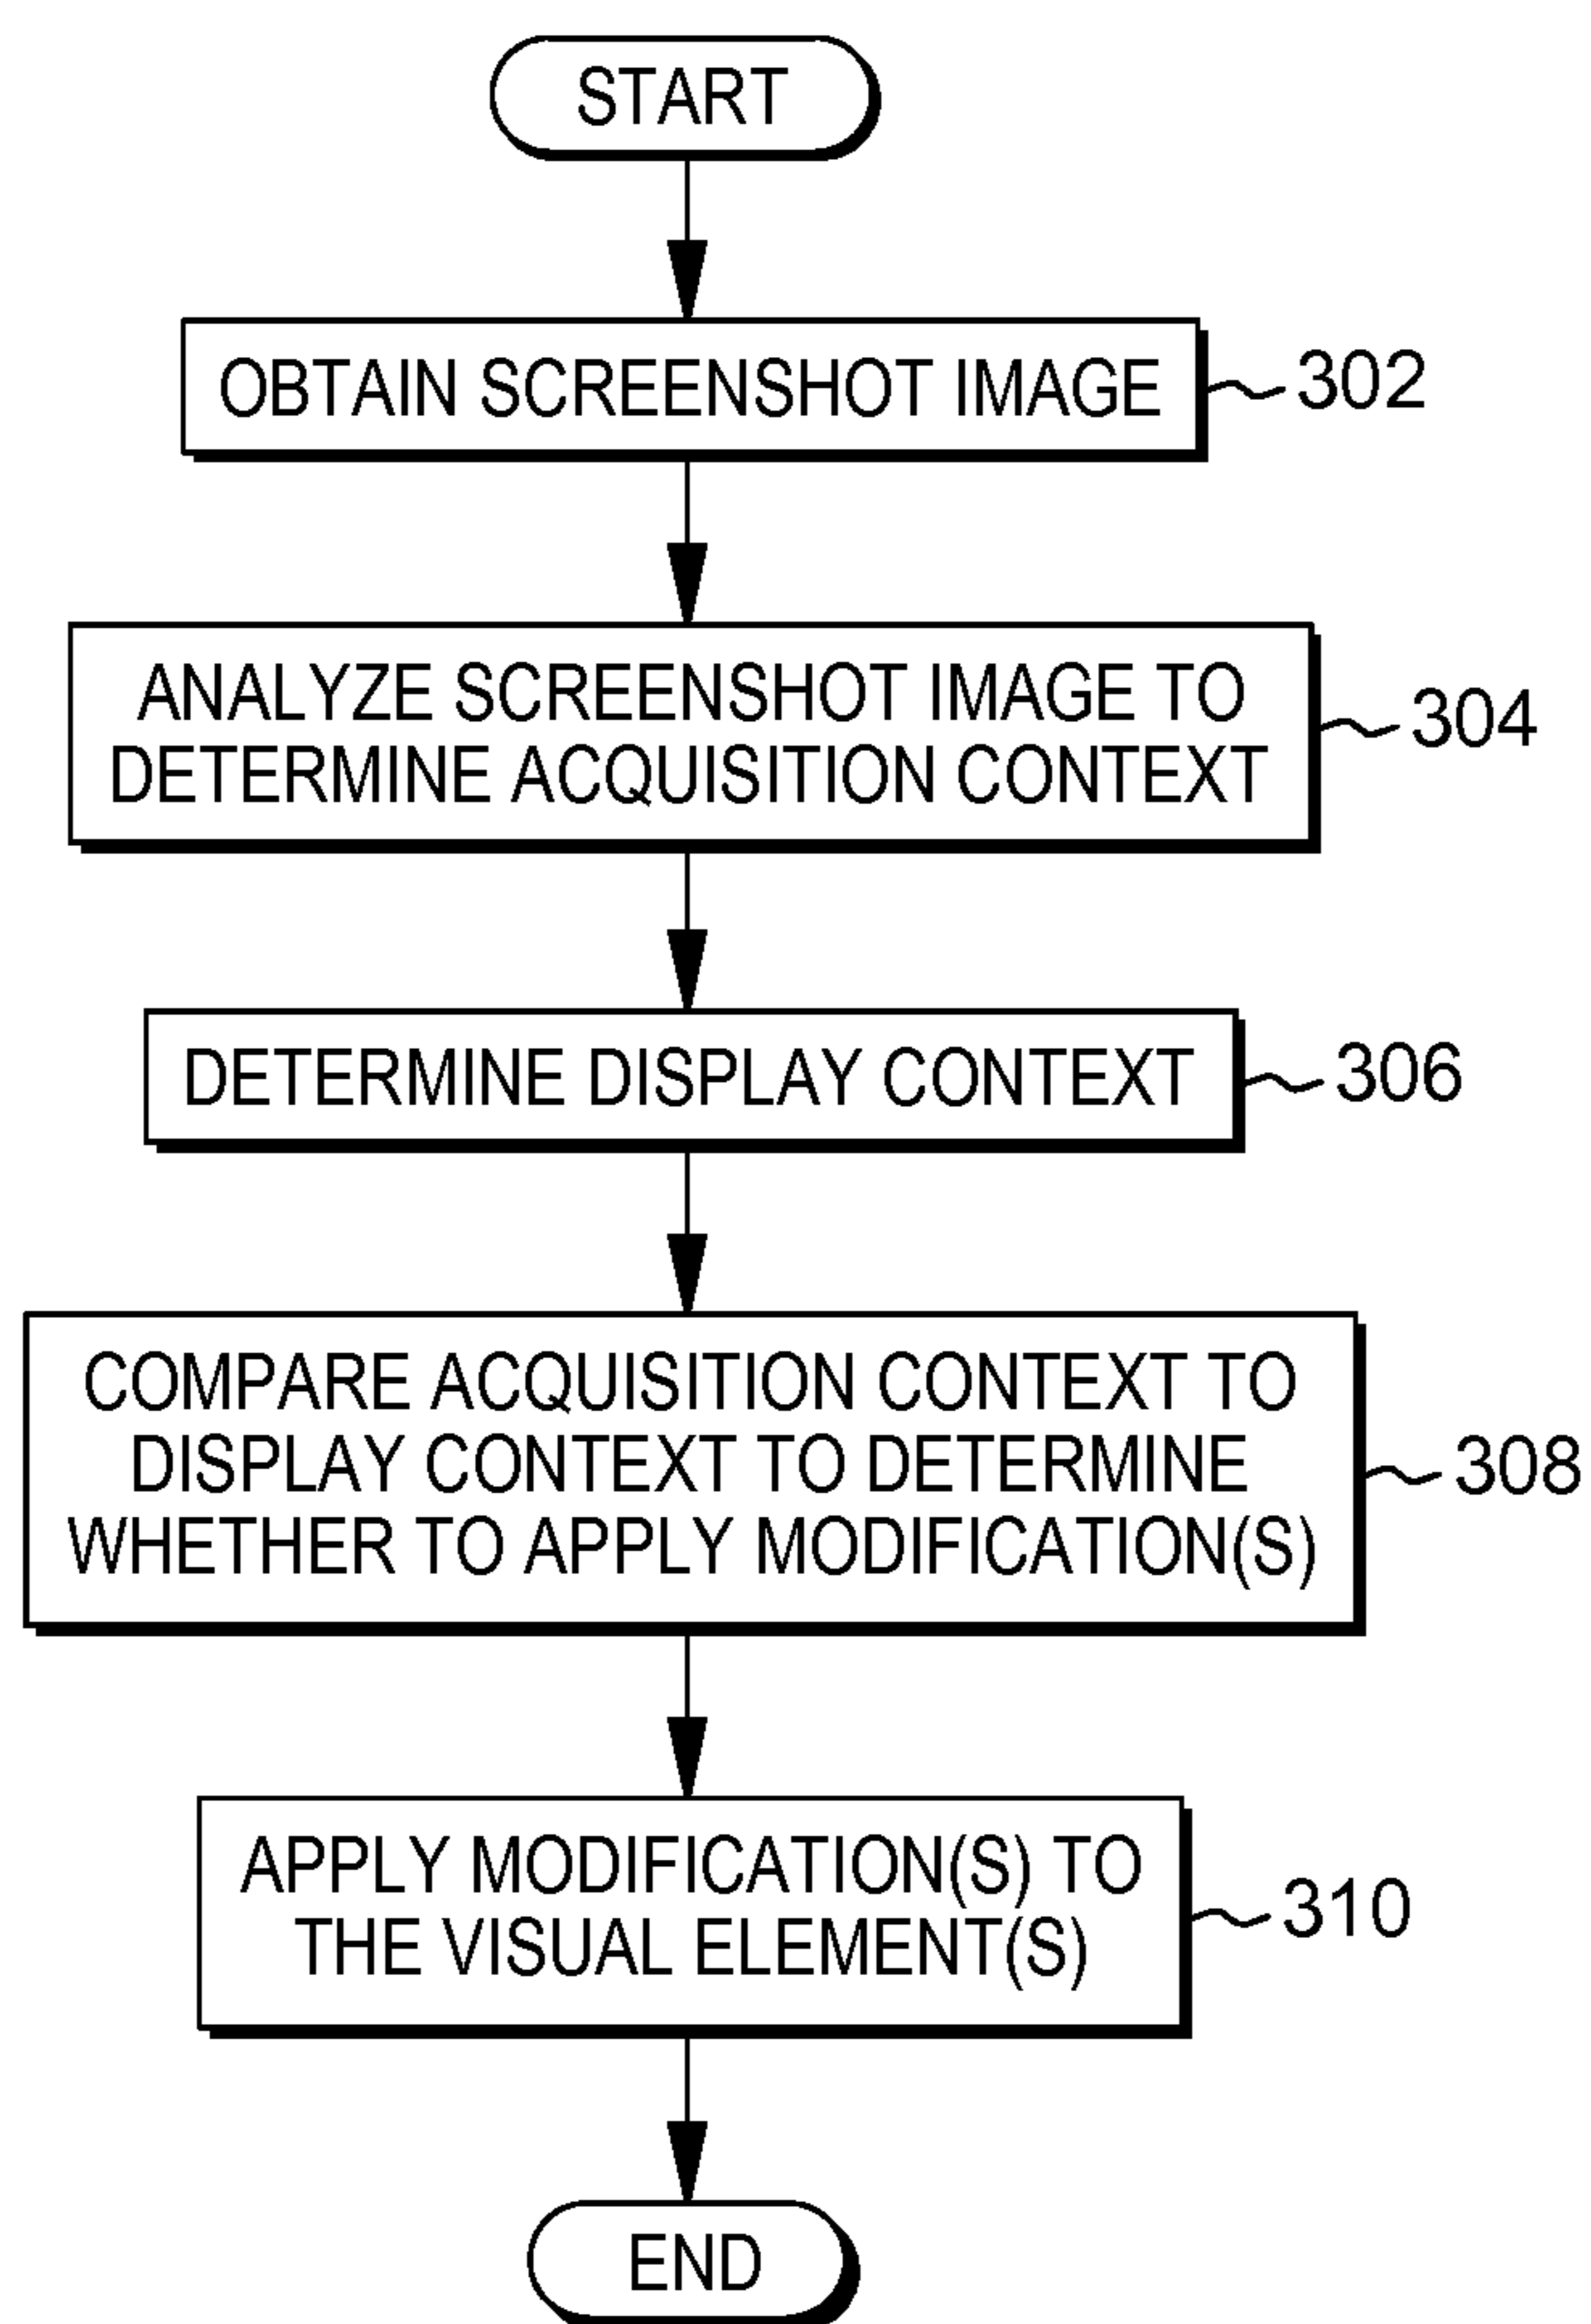 START
OBTAIN SCREENSHOT IMAGE
302
ANALYZE SCREENSHOT IMAGE TO
DETERMINE ACQUISITION CONTEXT
304
DETERMINE DISPLAY CONTEXT
306
COMPARE ACQUISITION CONTEXT TO
DISPLAY CONTEXT TO DETERMINE
WHETHER TO APPLY MODIFICATION(S)
308
APPLY MODIFICATION(S) TO
THE VISUAL ELEMENT(S)
310
END